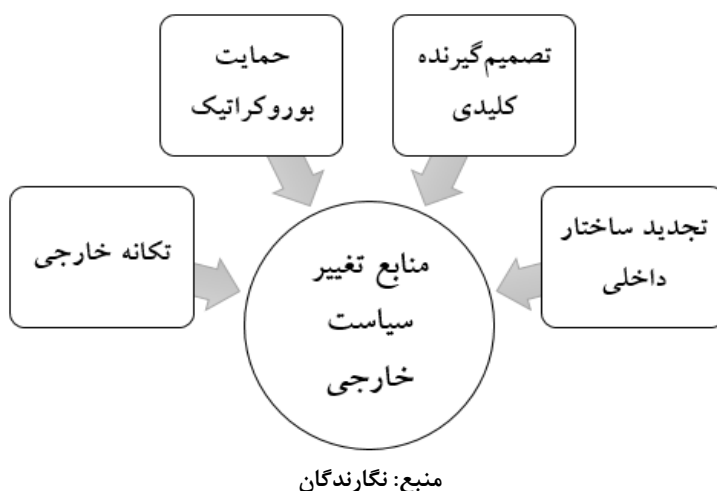 تصمیم‌گیرنده
کلیدی
حمایت
بوروکراتیک
تجدید ساختار
داخلی
تکانه خارجی
منابع تغییر
سیاست
خارجی
منبع: نگارندگان